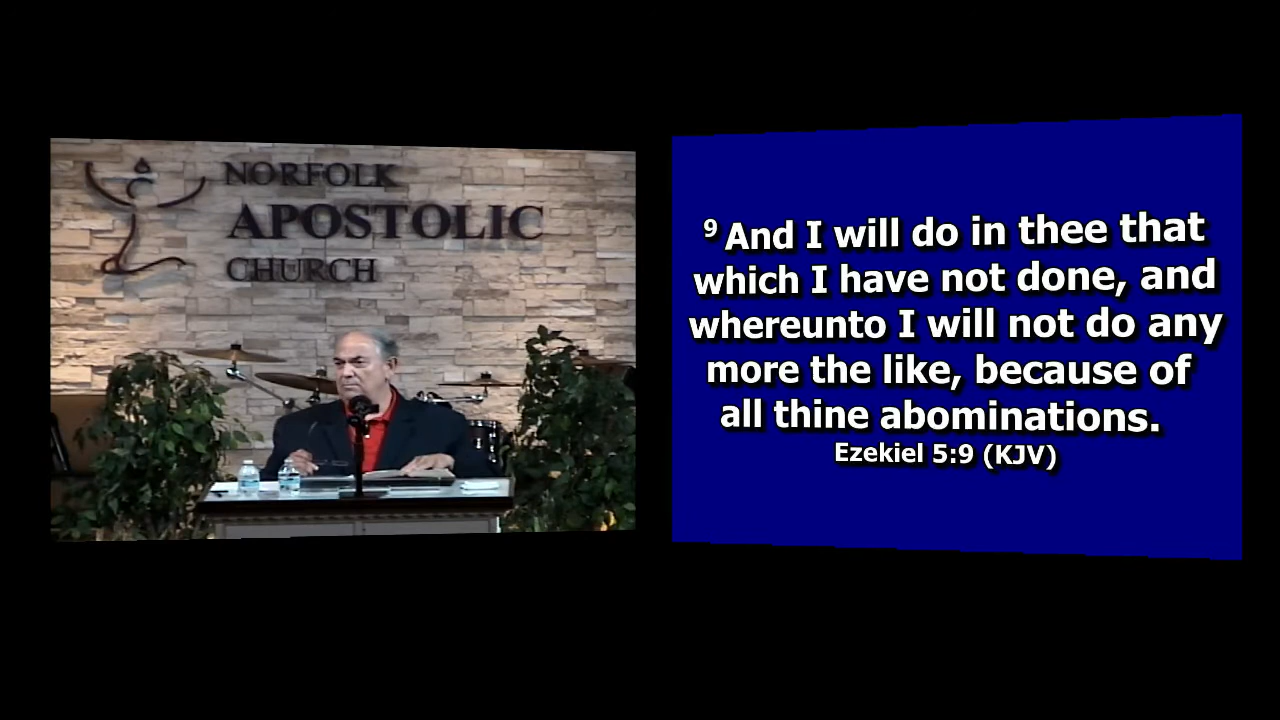 NORFOLK
APOSTOLIC
CHURCH
9 And I will do in thee that
which I have not done, and
whereunto I will not do any
more the like, because of
all thine abominations.
Ezekiel 5:9 (KJV)